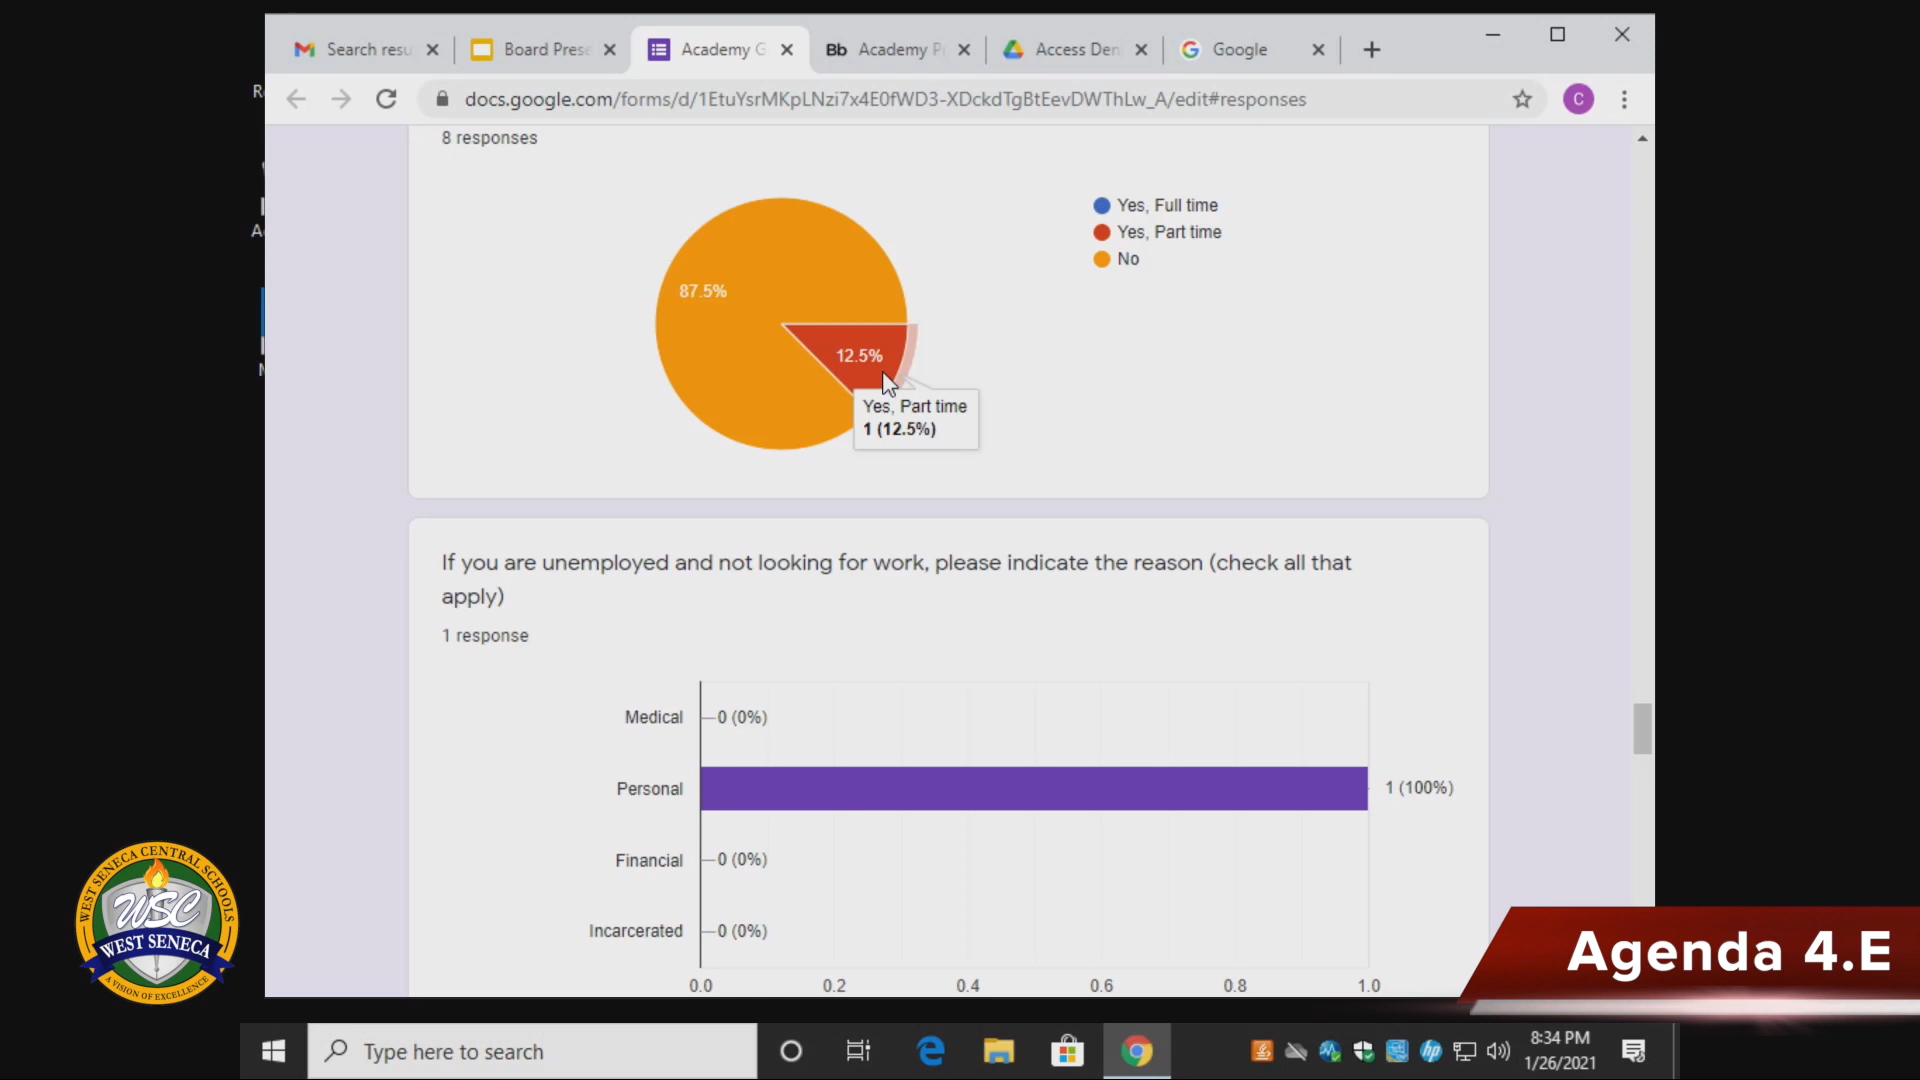 Search resu
Board Prese
Academy G
Bb Academy P
Access Den
Google
docs.google.com/forms/d/1EtuYsrMKpLNzi7x4E0fWD3-XDckdTgBtEevDWThLw_A/edit#responses
C
8 responses
Yes, Full time
Yes, Part time
No
87.5%
12.5%
Yes, Part time
1 (12.5%)
If you are unemployed and not looking for work, please indicate the reason (check all that
apply)
1 response
Medical
0 (0%)
Personal
1 (100%)
Financial
0 (0%)
Incarcerated
0 (0%)
0.0 0.2 0.4 0.6 0.8 1.0
WEST SENECA CENTRAL SCHOOLS
WSC
WEST SENECA
A VISION OF EXCELLENCE
Agenda 4.E
Type here to search
hp
8:34 PM
1/26/2021